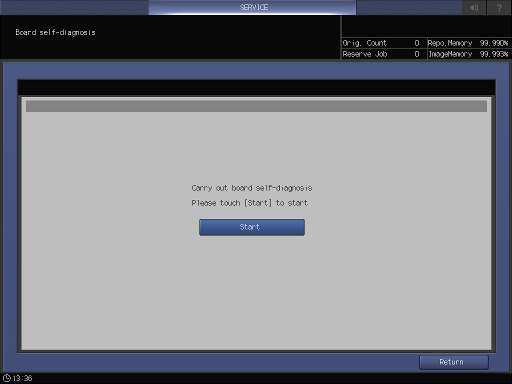 SERVICE
?
Board self-diagnosis
Orig. Count 0 Repo.Memory 99.990%
Reserve Job 0 ImageMemory 99.993%
Carry out board self-diagnosis
Please touch [Start] to start
Start
Return
13:36